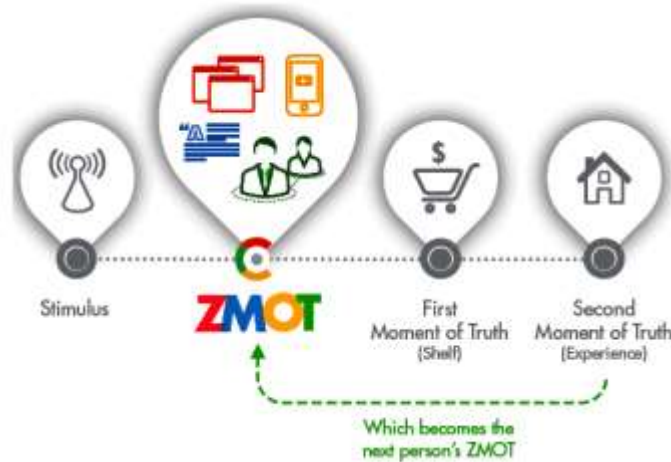 $
Stimulus
ZMOT
First
Moment of Truth
(Shelf)
Second
Moment of Truth
(Experience)
Which becomes the
next person's ZMOT